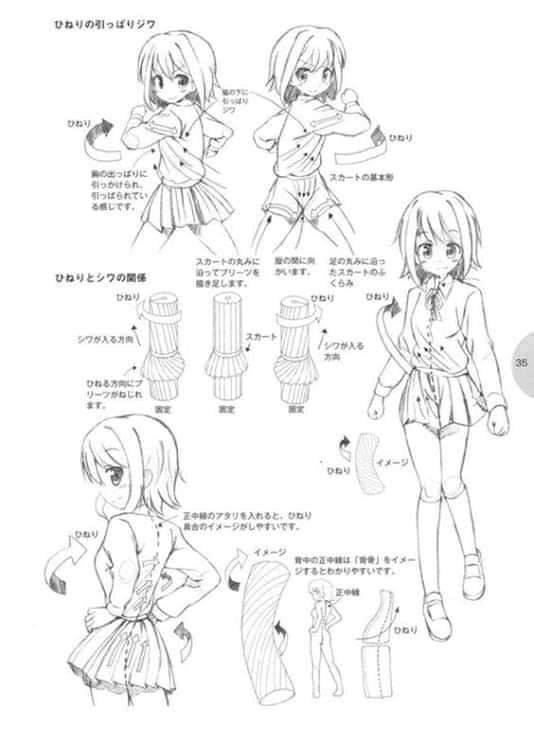 ひねりの引っぱりジワ
脇の下に
引っぱり
ジワ
ひねり
ひねり
胸の出っぱりに
引っかけられ、
引っぱられてい
る感じです。
スカートの基本形
スカートの丸みに
沿ってプリーツを
描き足します。
股の間に向
かいます。
足の丸みに沿っ
たスカートのふ
くらみ
ひねりとシワの関係
ひねり
ひねり
ひねり
シワが入る方向
スカート
シワが入る
方向
ひねる方向にプ
リーツがねじれ
ます。
固定
固定
固定
35
イメージ
ひねり
正中線のアタリを入れると、ひねり
具合のイメージがしやすいです。
ひねり
イメージ
背中の正中線は「背骨」をイメー
ジするとわかりやすいです。
正中線
ひねり